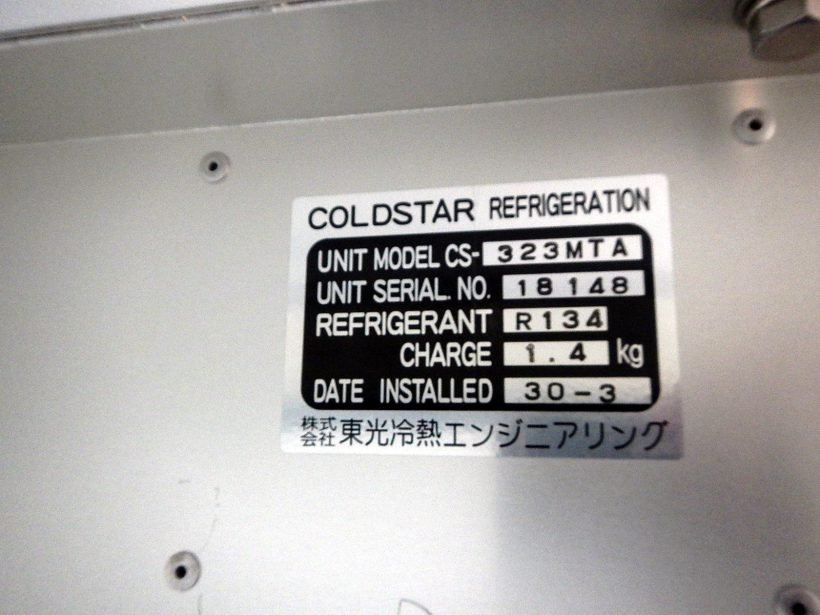 COLDSTAR REFRIGERATION
UNIT MODEL CS- 323MTA
UNIT SERIAL. NO. 18148
REFRIGERANT R134
CHARGE 1.4 kg
DATE INSTALLED 30-3
株式会社 東光冷熱エンジニアリング